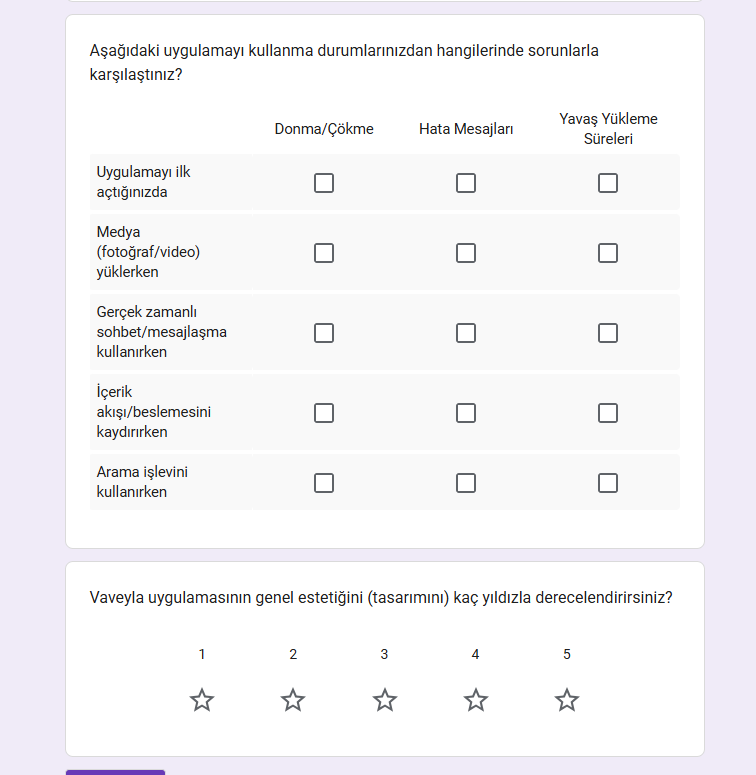 Aşağıdaki uygulamayı kullanma durumlarınızdan hangilerinde sorunlarla
karşılaştınız?
Donma/Çökme
Hata Mesajları
Yavaş Yükleme
Süreleri
Uygulamayı ilk
açtığınızda
Medya
(fotoğraf/video)
yüklerken
Gerçek zamanlı
sohbet/mesajlaşma
kullanırken
İçerik
akışı/beslemesini
kaydırırken
Arama işlevini
kullanırken
Vaveyla uygulamasının genel estetiğini (tasarımını) kaç yıldızla derecelendirirsiniz?
1 2 3 4 5